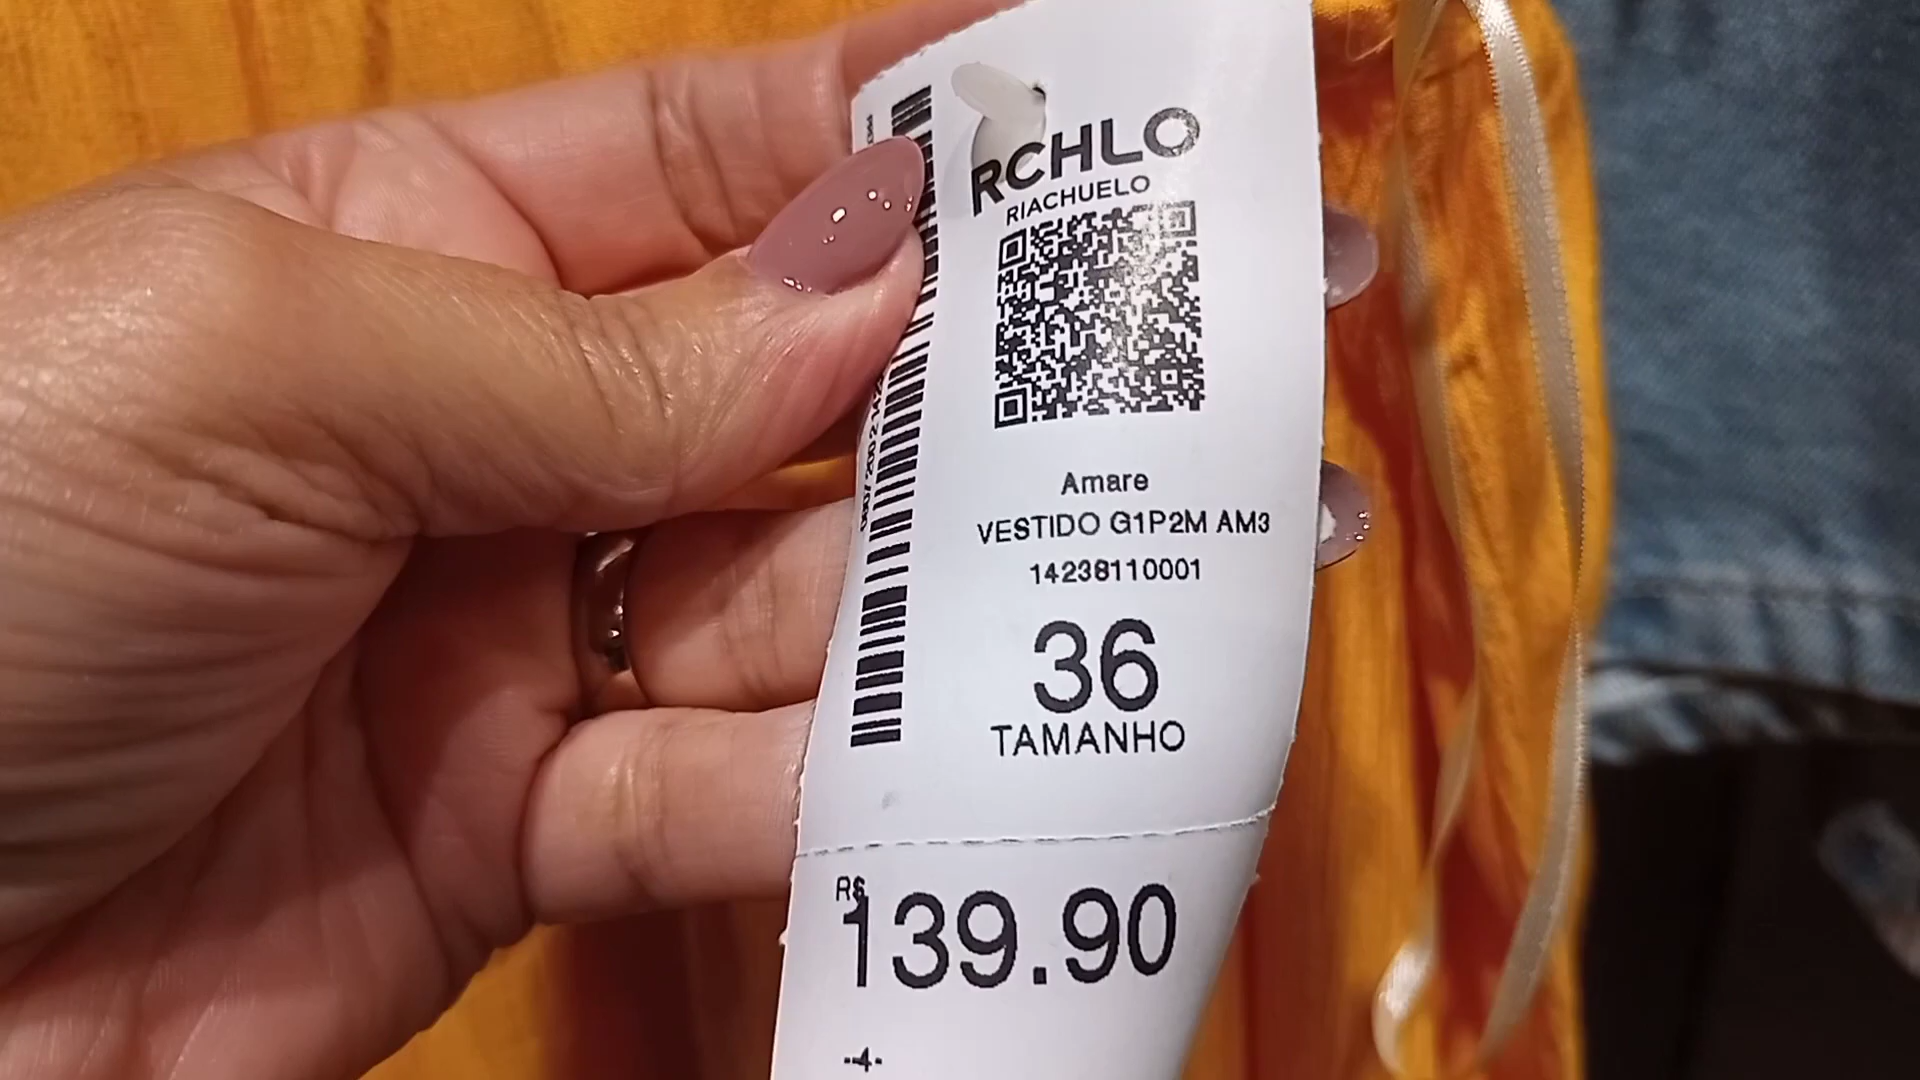 RCHLO
RIACHUELO
Amare
VESTIDO G1P2M AM3
14238110001
36
TAMANHO
R$
139.90
-4-